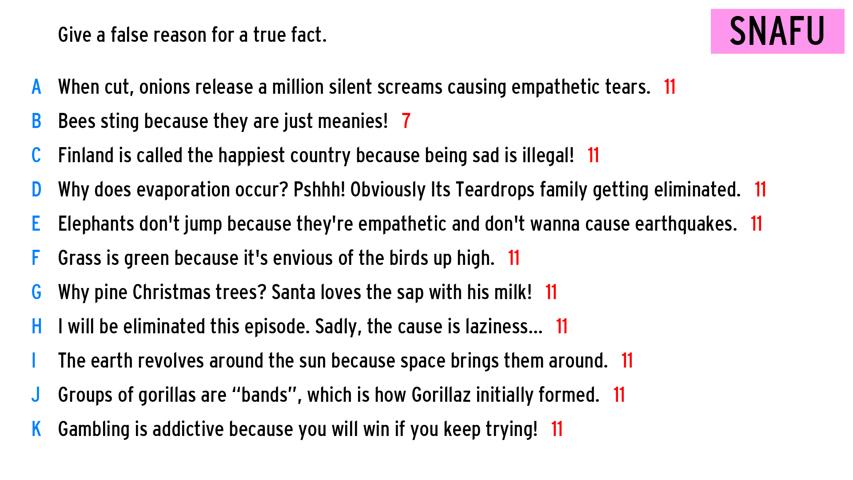 Give a false reason for a true fact.
SNAFU
A When cut, onions release a million silent screams causing empathetic tears. 11
B Bees sting because they are just meanies! 7
C Finland is called the happiest country because being sad is illegal! 11
D Why does evaporation occur? Pshhh! Obviously Its Teardrops family getting eliminated. 11
E Elephants don't jump because they're empathetic and don't wanna cause earthquakes. 11
F Grass is green because it's envious of the birds up high. 11
G Why pine Christmas trees? Santa loves the sap with his milk! 11
H I will be eliminated this episode. Sadly, the cause is laziness... 11
I The earth revolves around the sun because space brings them around. 11
J Groups of gorillas are “bands”, which is how Gorillaz initially formed. 11
K Gambling is addictive because you will win if you keep trying! 11